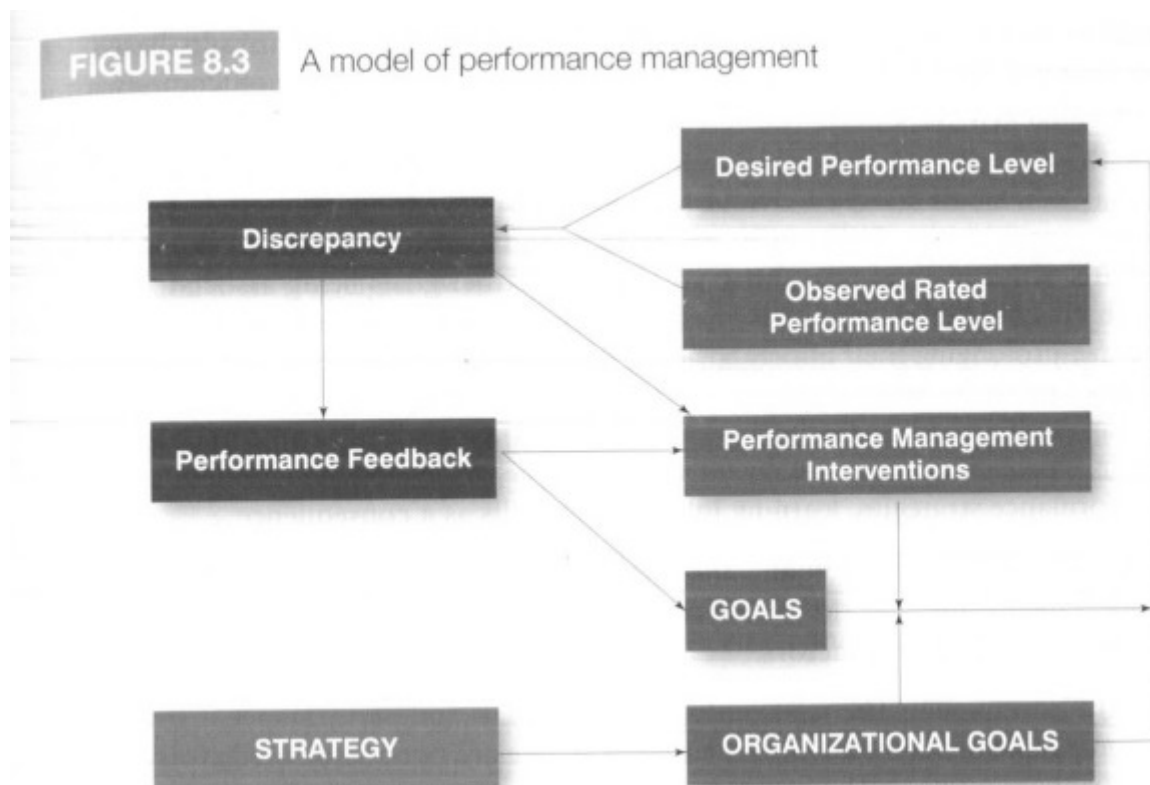 FIGURE 8.3 A model of performance management
Desired Performance Level
Discrepancy
Observed Rated
Performance Level
Performance Feedback
Performance Management
Interventions
GOALS
STRATEGY
ORGANIZATIONAL GOALS